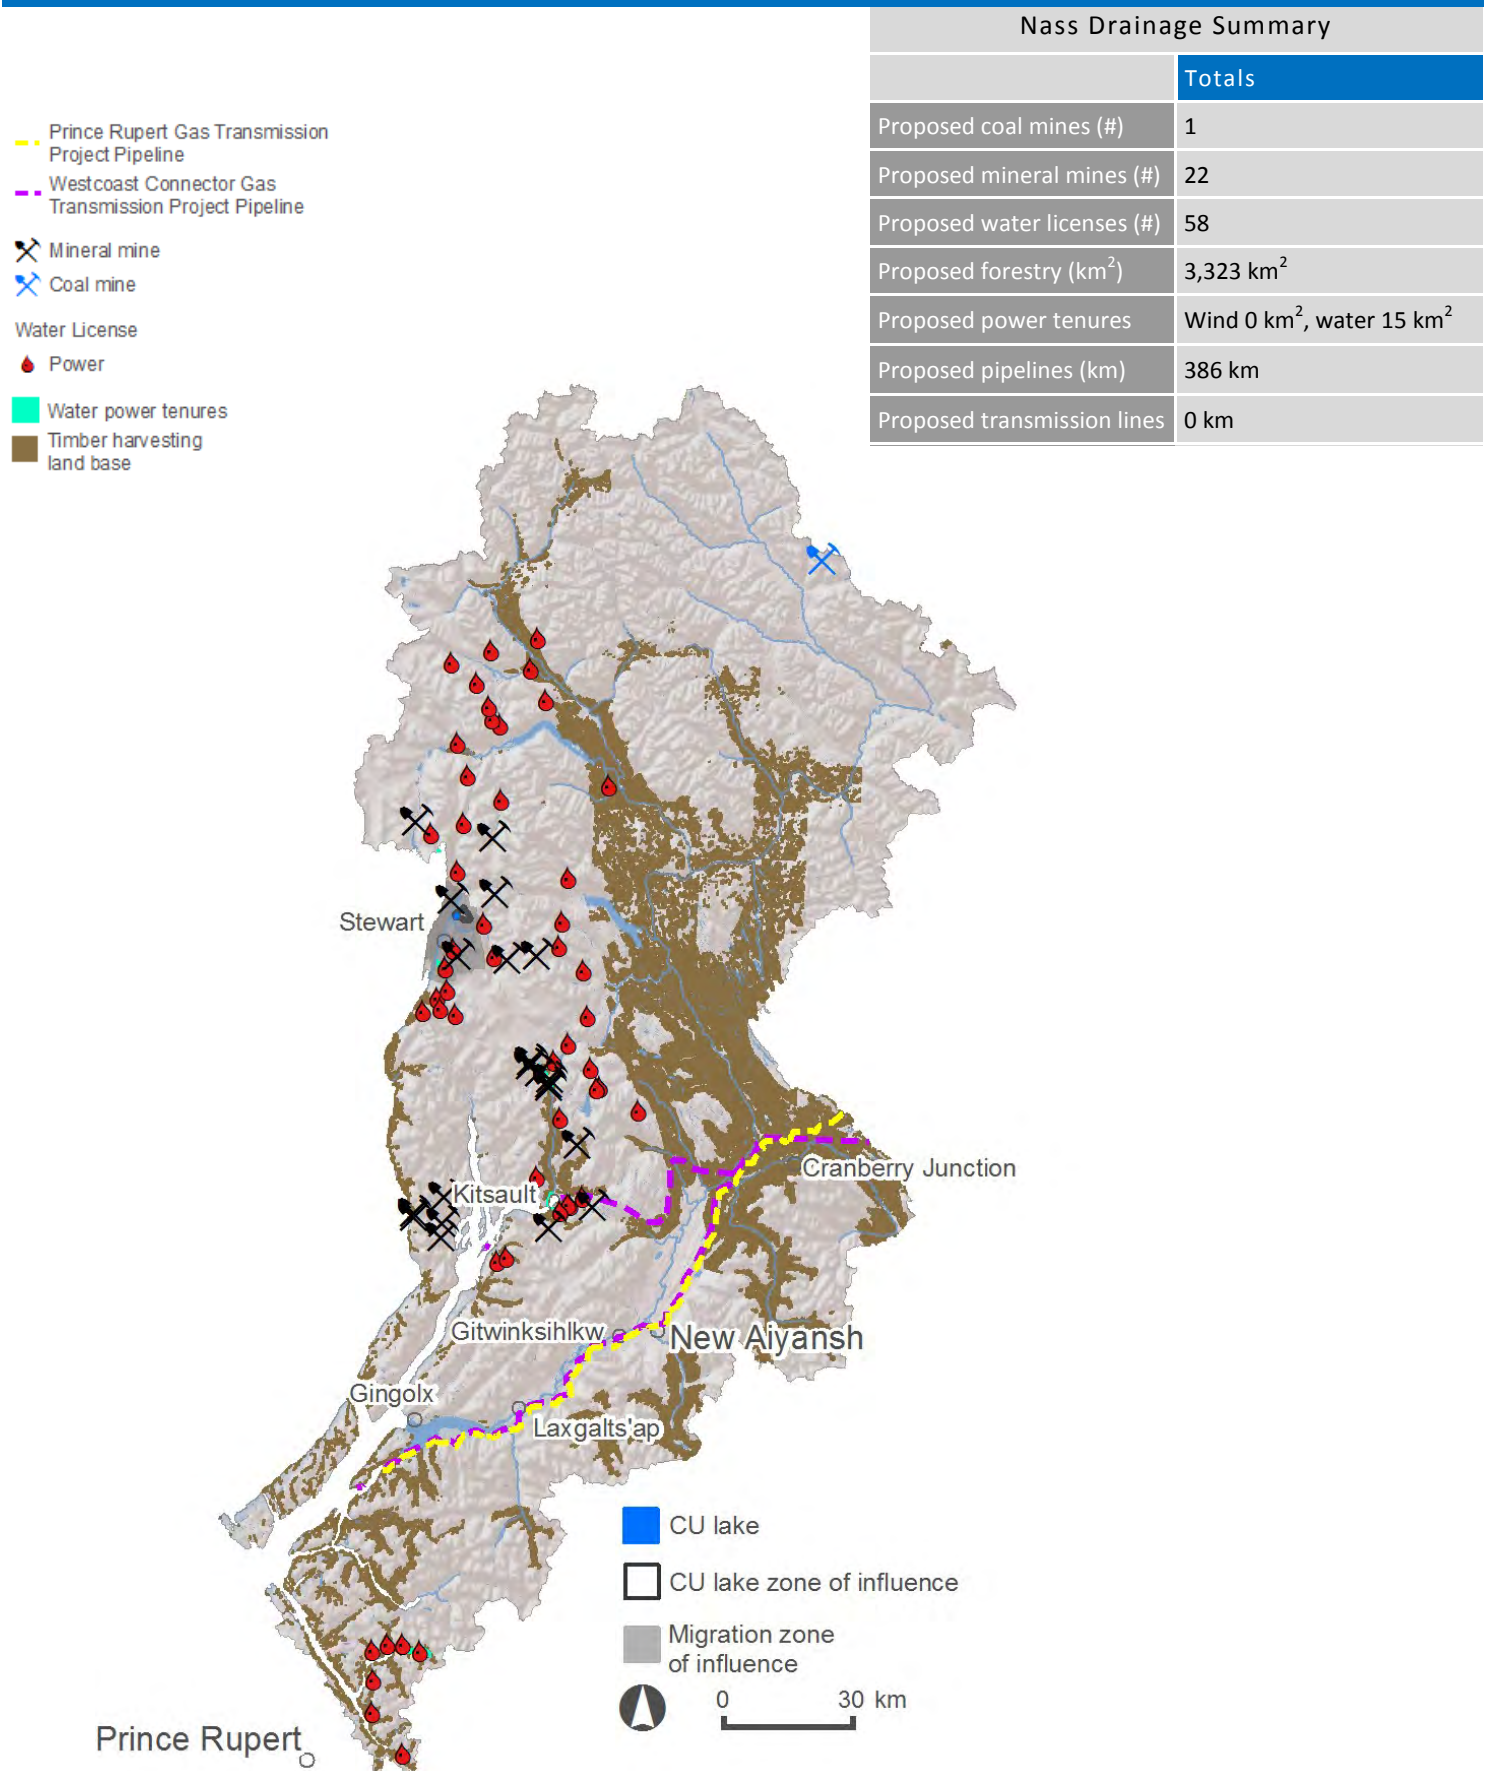 Nass Drainage Summary
Totals
Proposed coal mines (#) 1
Proposed mineral mines (#) 22
Proposed water licenses (#) 58
Proposed forestry (km²) 3,323 km²
Proposed power tenures Wind 0 km², water 15 km²
Proposed pipelines (km) 386 km
Proposed transmission lines 0 km
Prince Rupert Gas Transmission
Project Pipeline
Westcoast Connector Gas
Transmission Project Pipeline
Mineral mine
Coal mine
Water License
Power
Water power tenures
Timber harvesting
land base
Stewart
Cranberry Junction
Kitsault
Gitwinksihlkw
New Aiyansh
Gingolx
Laxgalts'ap
CU lake
CU lake zone of influence
Migration zone
of influence
0 30 km
Prince Rupert